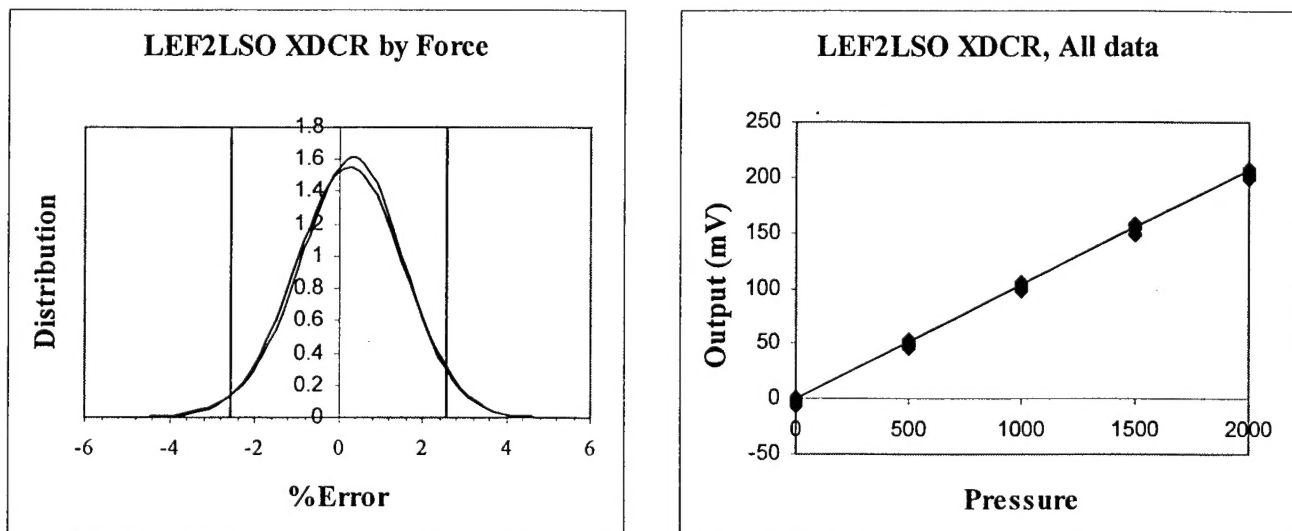 LEF2LSO XDCR by Force
1.8
1.6
1.4
1.2
1
0.8
0.6
0.4
0.2
0
Distribution
-6 -4 -2 0 2 4 6
%Error
LEF2LSO XDCR, All data
250
200
150
100
50
0
-50
Output (mV)
0 500 1000 1500 2000
Pressure